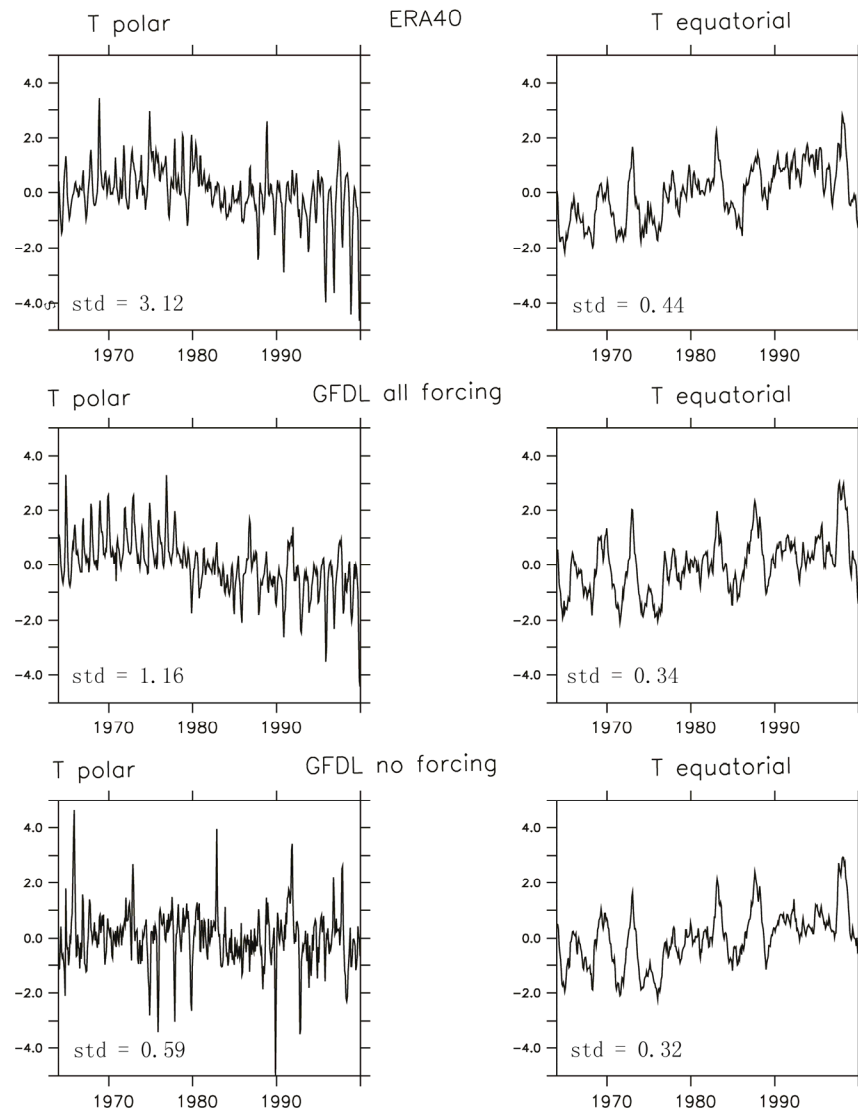 T polar ERA40 T equatorial
4.0 4.0
2.0 2.0
0.0 0.0
−2.0 −2.0
−4.0 std = 3.12 −4.0 std = 0.44
1970 1980 1990 1970 1980 1990
T polar GFDL all forcing T equatorial
4.0 4.0
2.0 2.0
0.0 0.0
−2.0 −2.0
−4.0 std = 1.16 −4.0 std = 0.34
1970 1980 1990 1970 1980 1990
T polar GFDL no forcing T equatorial
4.0 4.0
2.0 2.0
0.0 0.0
−2.0 −2.0
−4.0 std = 0.59 −4.0 std = 0.32
1970 1980 1990 1970 1980 1990